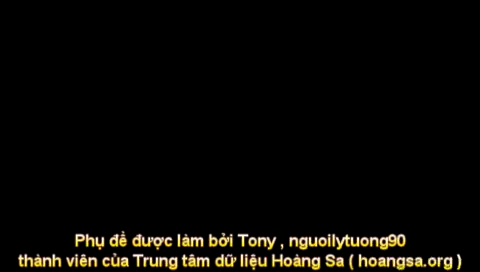 Phụ đề được làm bởi Tony , nguoilytuong90
thành viên của Trung tâm dữ liệu Hoàng Sa ( hoangsa.org )